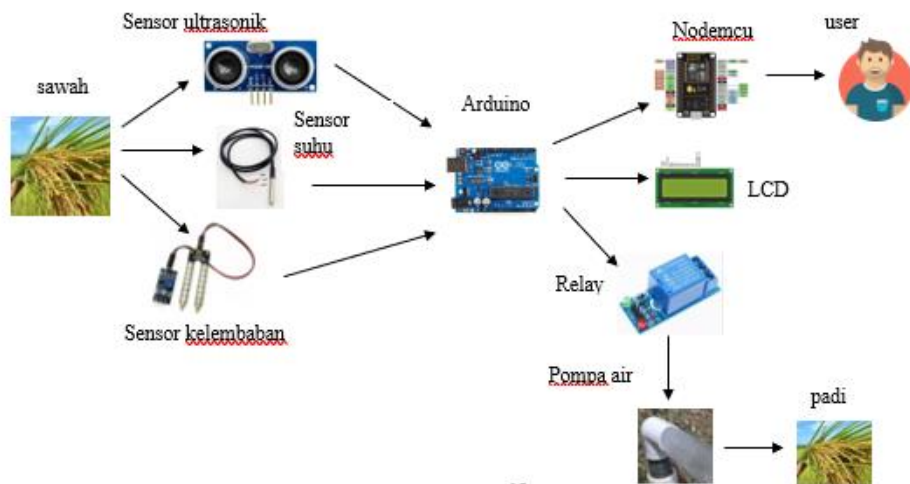 Sensor ultrasonik
Nodemcu
user
sawah
Arduino
Sensor
suhu
LCD
Relay
Sensor kelembaban
Pompa air
padi